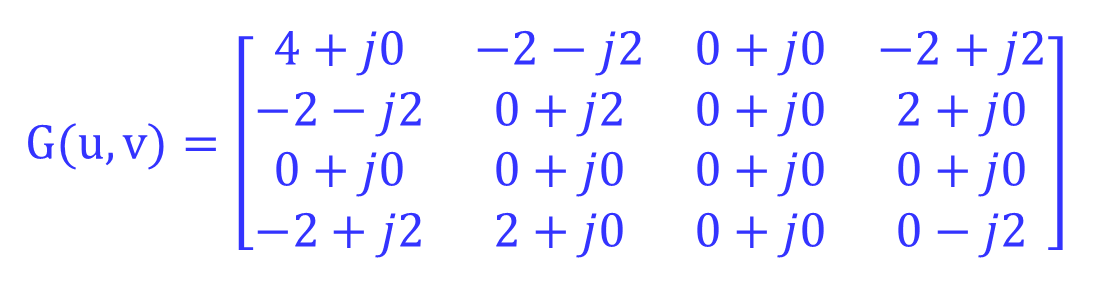 4 + j0 −2 − j2 0 + j0 −2 + j2
−2 − j2 0 + j2 0 + j0 2 + j0
G(u, v) =
0 + j0 0 + j0 0 + j0 0 + j0
−2 + j2 2 + j0 0 + j0 0 − j2